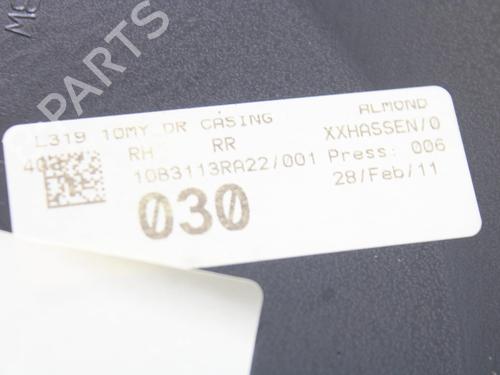 PARTS
L319 10MY DR CASING ALMOND
RH RR XXHASSEN/0
10B3113RA22/001 Press: 006
030 28/Feb/11